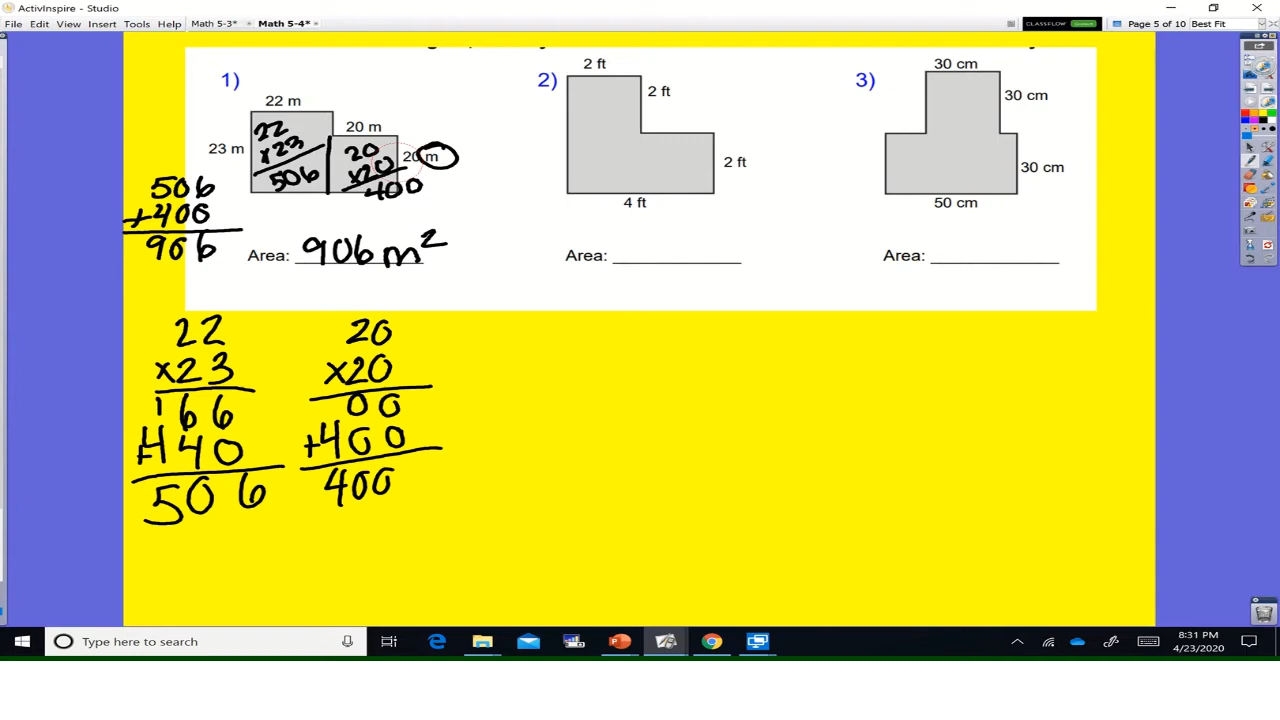 ActivInspire - Studio
File Edit View Insert Tools Help Math 5-3* Math 5-4* CLASSFLOW Page 5 of 10 Best Fit
1) 2) 3)
22 m
20 m
23 m
20 m
22
x23
506
20
x20
400
506
+400
906
Area: 906 m²
2 ft
2 ft
2 ft
4 ft
Area:
30 cm
30 cm
30 cm
50 cm
Area:
22
x23
166
+440
506
20
x20
00
+400
400
Type here to search
8:31 PM
4/23/2020